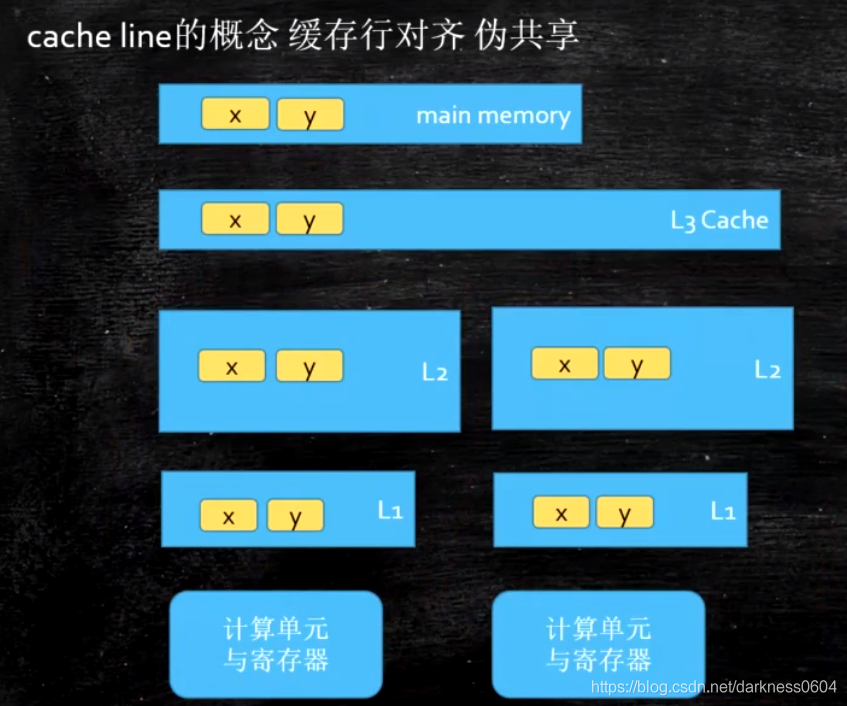 cache line的概念 缓存行对齐 伪共享
x y main memory
x y L3 Cache
x y L2
x y L2
x y L1
x y L1
计算单元
与寄存器
计算单元
与寄存器
https://blog.csdn.net/darkness0604